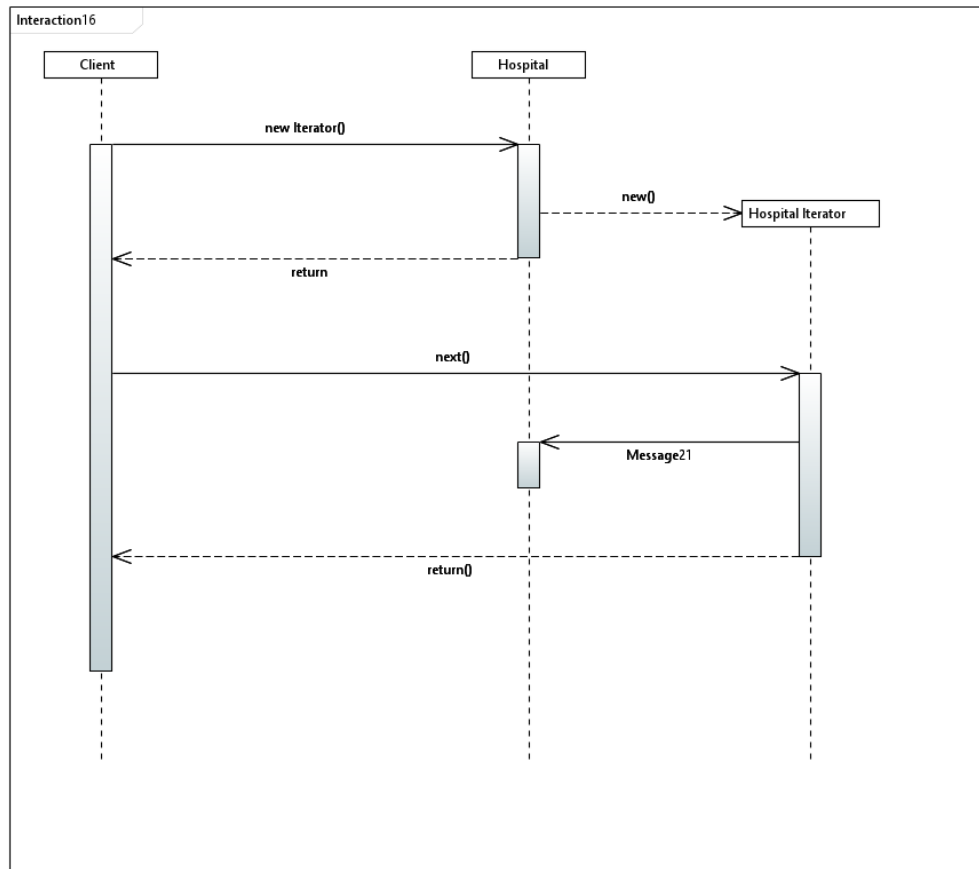 Interaction16
Client
Hospital
new Iterator()
new()
Hospital Iterator
return
next()
Message21
return()